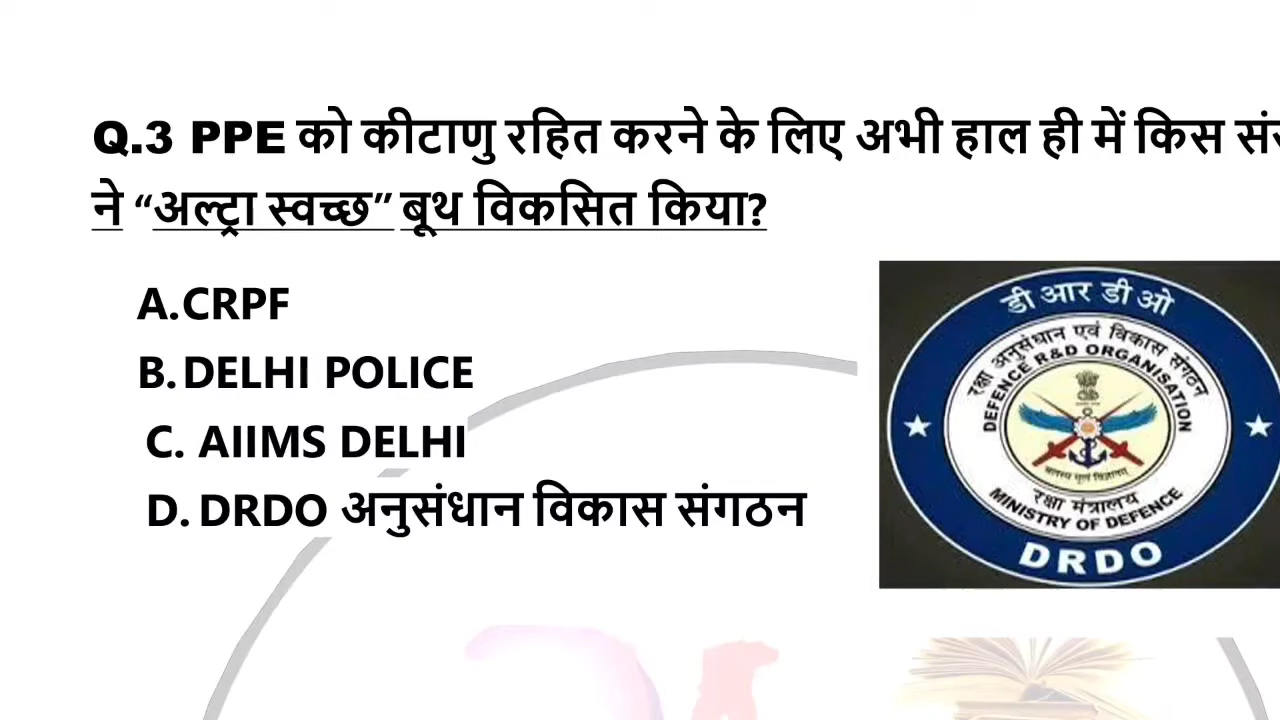 Q.3 PPE को कीटाणु रहित करने के लिए अभी हाल ही में किस
ने “अल्ट्रा स्वच्छ” बूथ विकसित किया?
A.CRPF
B.DELHI POLICE
C. AIIMS DELHI
D. DRDO अनुसंधान विकास संगठन
डी आर डी ओ
रक्षा अनुसंधान एवं विकास संगठन
DEFENCE R&D ORGANISATION
रक्षा मंत्रालय
MINISTRY OF DEFENCE
DRDO